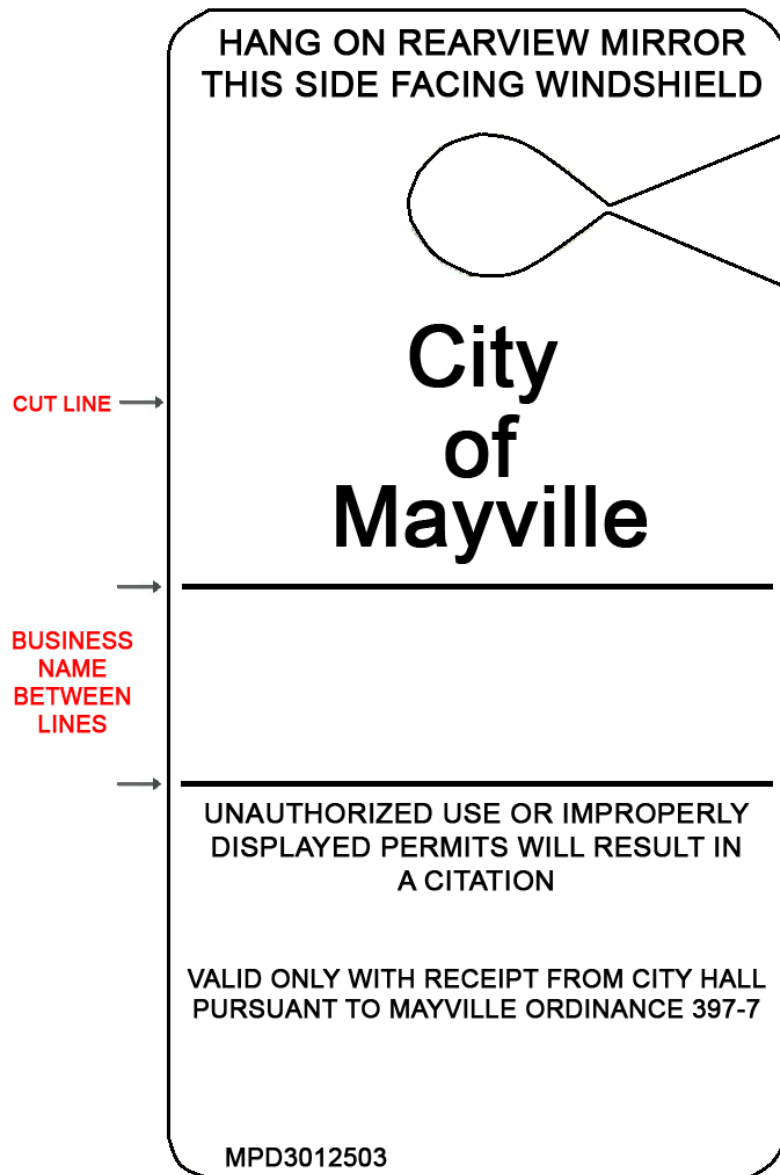 HANG ON REARVIEW MIRROR
THIS SIDE FACING WINDSHIELD
City
of
Mayville
CUT LINE
BUSINESS
NAME
BETWEEN
LINES
UNAUTHORIZED USE OR IMPROPERLY
DISPLAYED PERMITS WILL RESULT IN
A CITATION
VALID ONLY WITH RECEIPT FROM CITY HALL
PURSUANT TO MAYVILLE ORDINANCE 397-7
MPD3012503